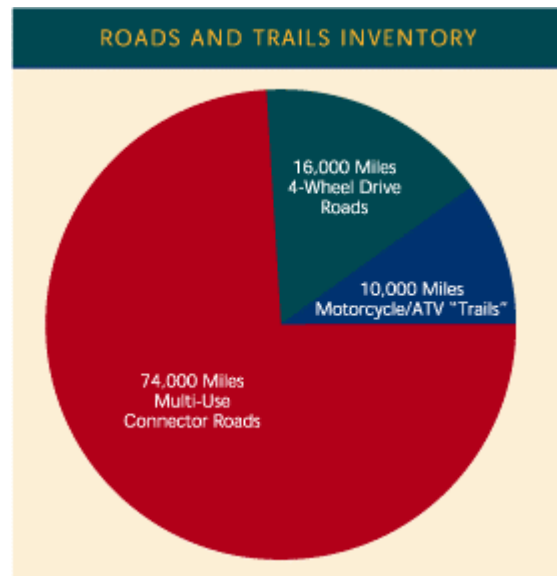 ROADS AND TRAILS INVENTORY
16,000 Miles
4-Wheel Drive
Roads
10,000 Miles
Motorcycle/ATV "Trails"
74,000 Miles
Multi-Use
Connector Roads